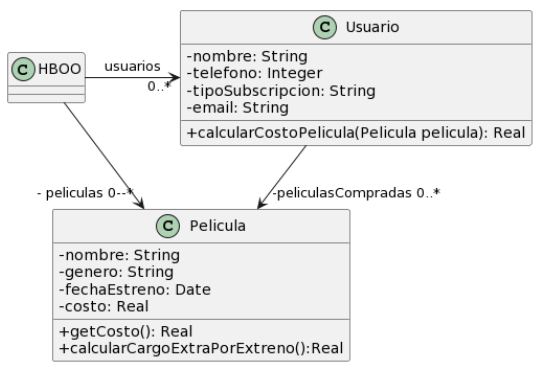 C Usuario
-nombre: String
-telefono: Integer
-tipoSubscripcion: String
-email: String
+calcularCostoPelicula(Pelicula pelicula): Real
C HBOO
usuarios
0..*
- peliculas 0--*
-peliculasCompradas 0..*
C Pelicula
-nombre: String
-genero: String
-fechaEstreno: Date
-costo: Real
+getCosto(): Real
+calcularCargoExtraPorExtreno():Real